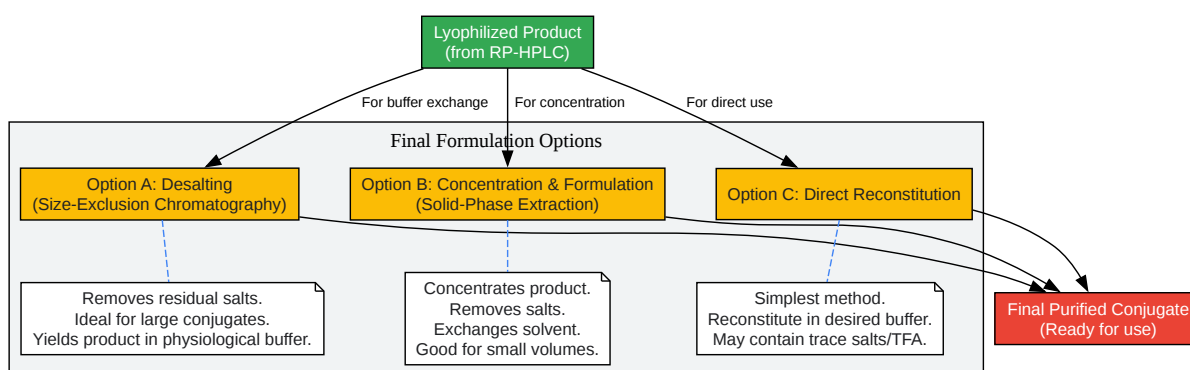 Lyophilized Product
(from RP-HPLC)
For buffer exchange
For concentration
For direct use
Final Formulation Options
Option A: Desalting
(Size-Exclusion Chromatography)
Option B: Concentration & Formulation
(Solid-Phase Extraction)
Option C: Direct Reconstitution
Removes residual salts.
Ideal for large conjugates.
Yields product in physiological buffer.
Concentrates product.
Removes salts.
Exchanges solvent.
Good for small volumes.
Simplest method.
Reconstitute in desired buffer.
May contain trace salts/TFA.
Final Purified Conjugate
(Ready for use)